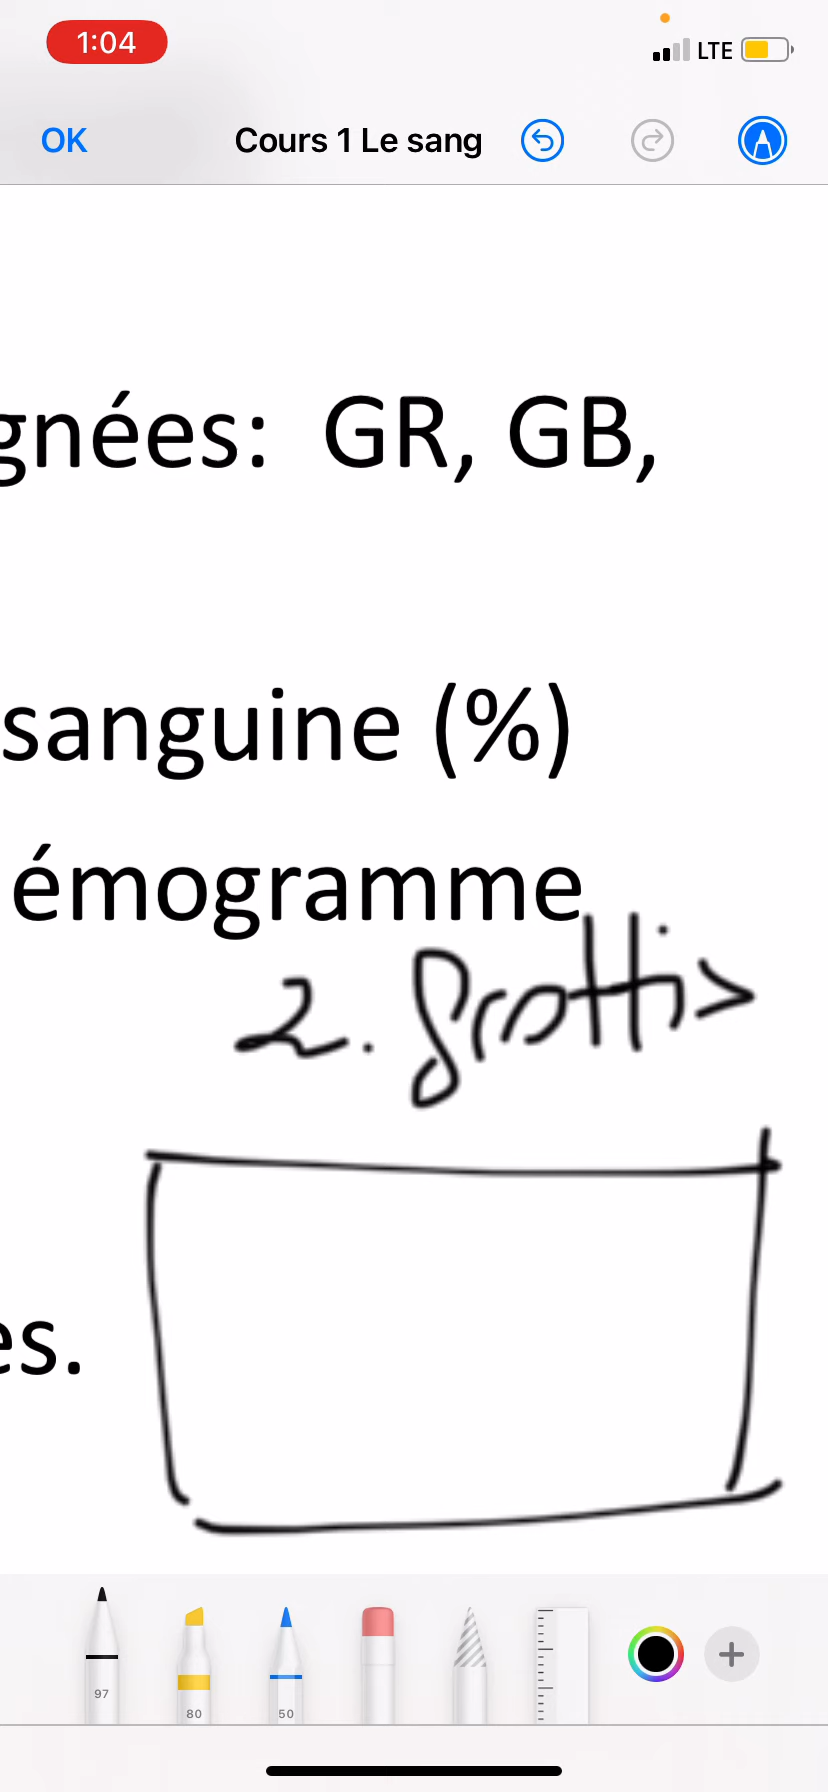 1:04 LTE
OK Cours 1 Le sang
gnées: GR, GB,
sanguine (%)
émogramme
2. frottis
es.
97 80 50